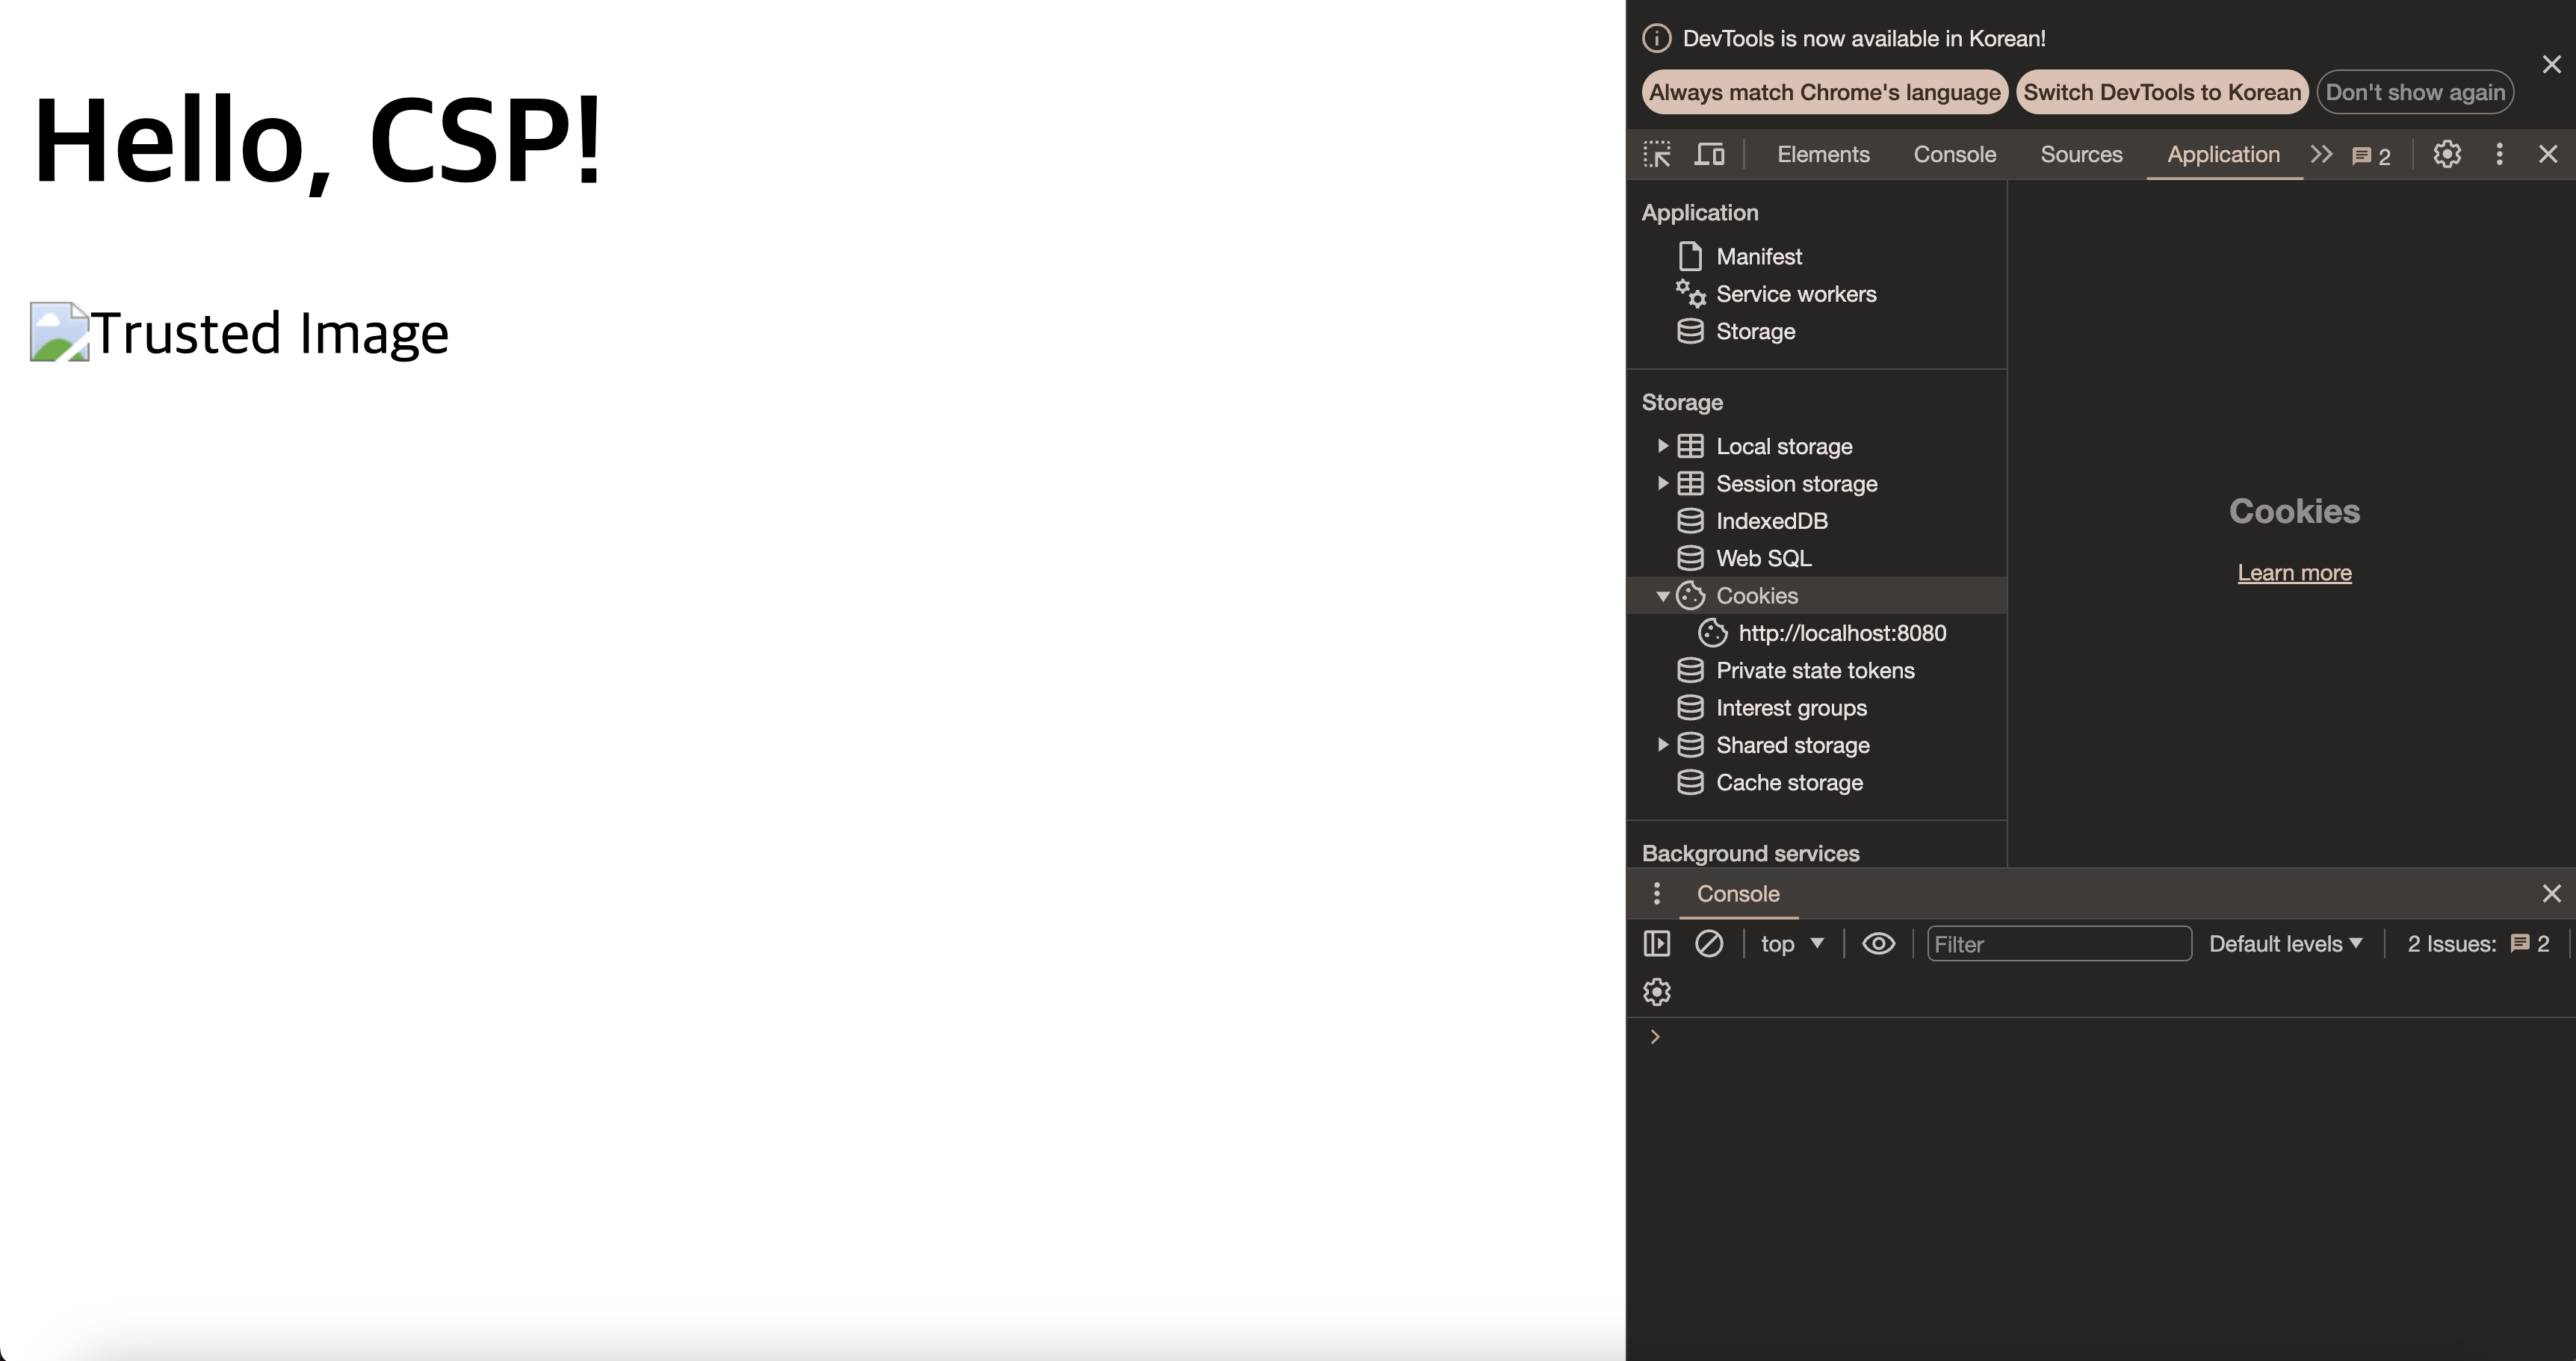 Hello, CSP!
Trusted Image
DevTools is now available in Korean!
Always match Chrome's language
Switch DevTools to Korean
Don't show again
Elements
Console
Sources
Application
2
Application
Manifest
Service workers
Storage
Storage
Local storage
Session storage
IndexedDB
Web SQL
Cookies
http://localhost:8080
Private state tokens
Interest groups
Shared storage
Cache storage
Background services
Cookies
Learn more
Console
top
Filter
Default levels
2 Issues:
2